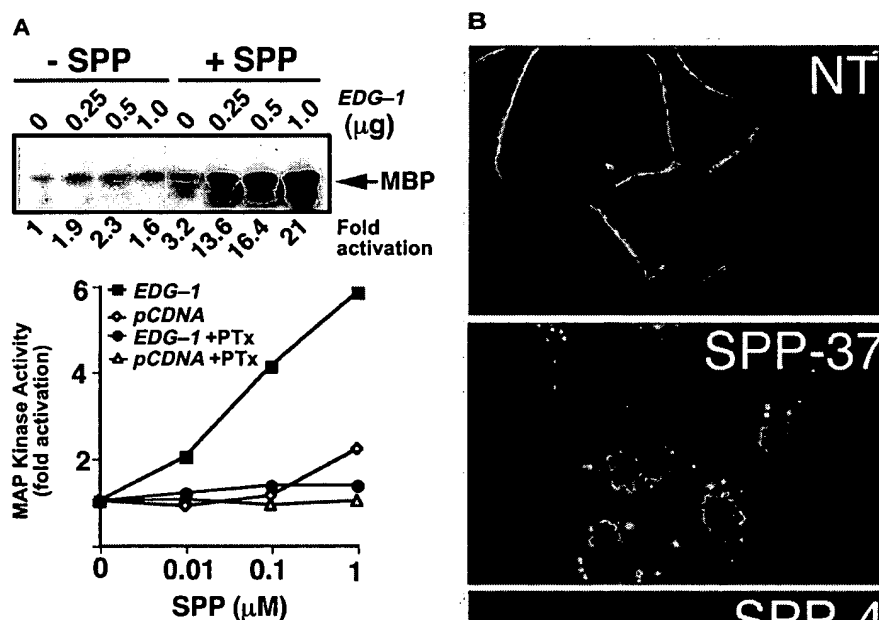 A
- SPP + SPP
0 0.25 0.5 1.0 0 0.25 0.5 1.0 EDG–1 (μg)
MBP
1 1.9 2.3 1.6 3.2 13.6 16.4 21 Fold activation
MAP Kinase Activity (fold activation)
6
4
2
EDG–1
pCDNA
EDG–1 +PTx
pCDNA +PTx
0 0.01 0.1 1
SPP (μM)
B
NT
SPP-37
SPP-4